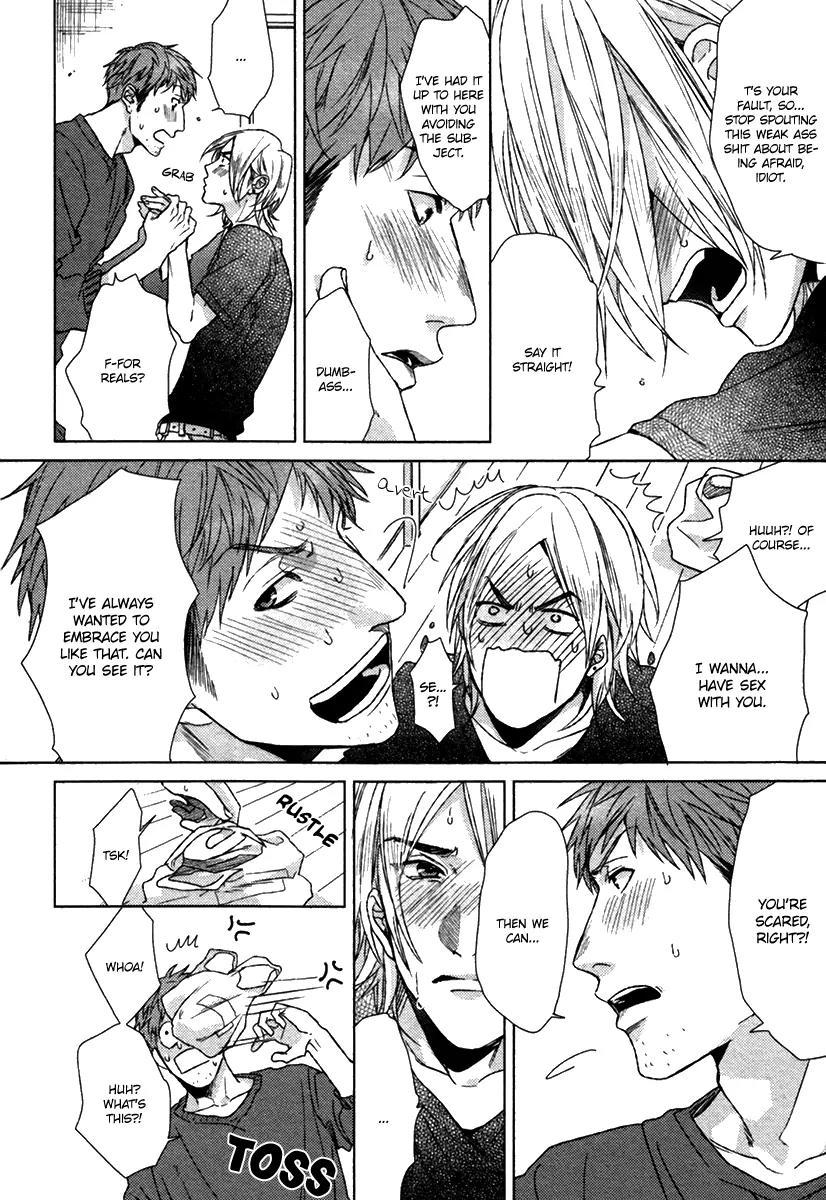 T'S YOUR
FAULT, SO...
STOP SPOUTING
THIS WEAK ASS
SHIT ABOUT BE-
ING AFRAID,
IDIOT.
SAY IT
STRAIGHT!
I'VE HAD IT
UP TO HERE
WITH YOU
AVOIDING
THE SUB-
JECT.
DUMB-
ASS...
...
GRAB
F-FOR
REALS?
HUUH?! OF
COURSE...
I WANNA...
HAVE SEX
WITH YOU.
avert
SE...
?!
I'VE ALWAYS
WANTED TO
EMBRACE YOU
LIKE THAT. CAN
YOU SEE IT?
YOU'RE
SCARED,
RIGHT?!
THEN WE
CAN...
...
RUSTLE
TSK!
WHOA!
HUH?
WHAT'S
THIS?!
TOSS